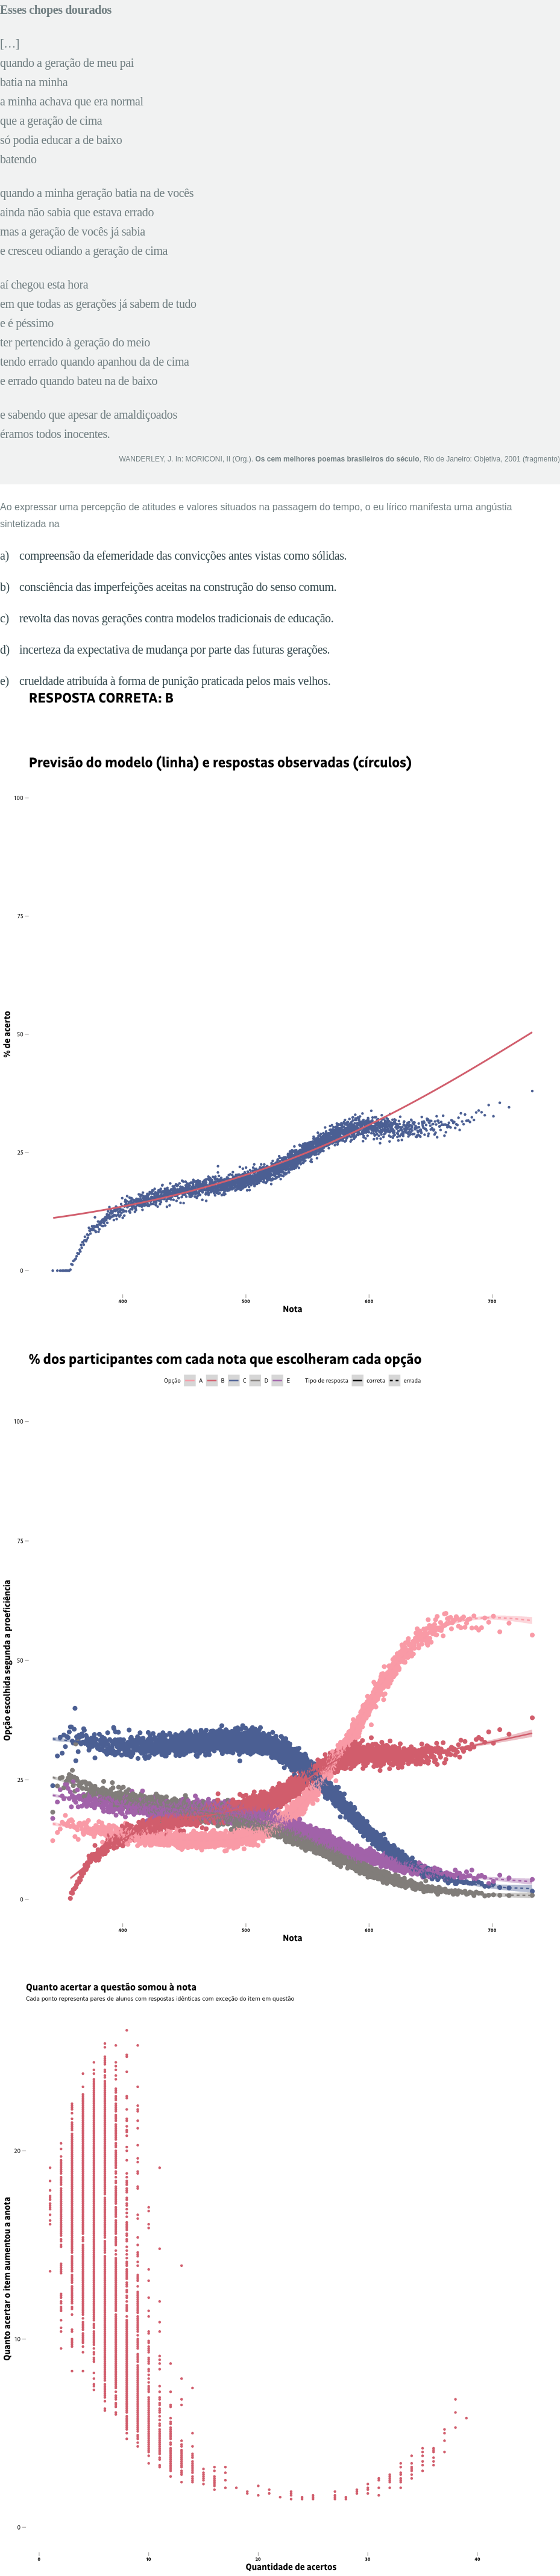 Esses chopes dourados
[…]
quando a geração de meu pai
batia na minha
a minha achava que era normal
que a geração de cima
só podia educar a de baixo
batendo
quando a minha geração batia na de vocês
ainda não sabia que estava errado
mas a geração de vocês já sabia
e cresceu odiando a geração de cima
aí chegou esta hora
em que todas as gerações já sabem de tudo
e é péssimo
ter pertencido à geração do meio
tendo errado quando apanhou da de cima
e errado quando bateu na de baixo
e sabendo que apesar de amaldiçoados
éramos todos inocentes.
WANDERLEY, J. In: MORICONI, II (Org.). Os cem melhores poemas brasileiros do século, Rio de Janeiro: Objetiva, 2001 (fragmento)
Ao expressar uma percepção de atitudes e valores situados na passagem do tempo, o eu lírico manifesta uma angústia
sintetizada na
a) compreensão da efemeridade das convicções antes vistas como sólidas.
b) consciência das imperfeições aceitas na construção do senso comum.
c) revolta das novas gerações contra modelos tradicionais de educação.
d) incerteza da expectativa de mudança por parte das futuras gerações.
e) crueldade atribuída à forma de punição praticada pelos mais velhos.
RESPOSTA CORRETA: B
Previsão do modelo (linha) e respostas observadas (círculos)
100
75
50
25
0
% de acerto
400 500 600 700
Nota
% dos participantes com cada nota que escolheram cada opção
Opção A B C D E Tipo de resposta correta errada
100
75
50
25
0
Opção escolhida segunda a proeficiência
400 500 600 700
Nota
Quanto acertar a questão somou à nota
Cada ponto representa pares de alunos com respostas idênticas com exceção do item em questão
20
10
0
Quanto acertar o item aumentou a anota
0 10 20 30 40
Quantidade de acertos